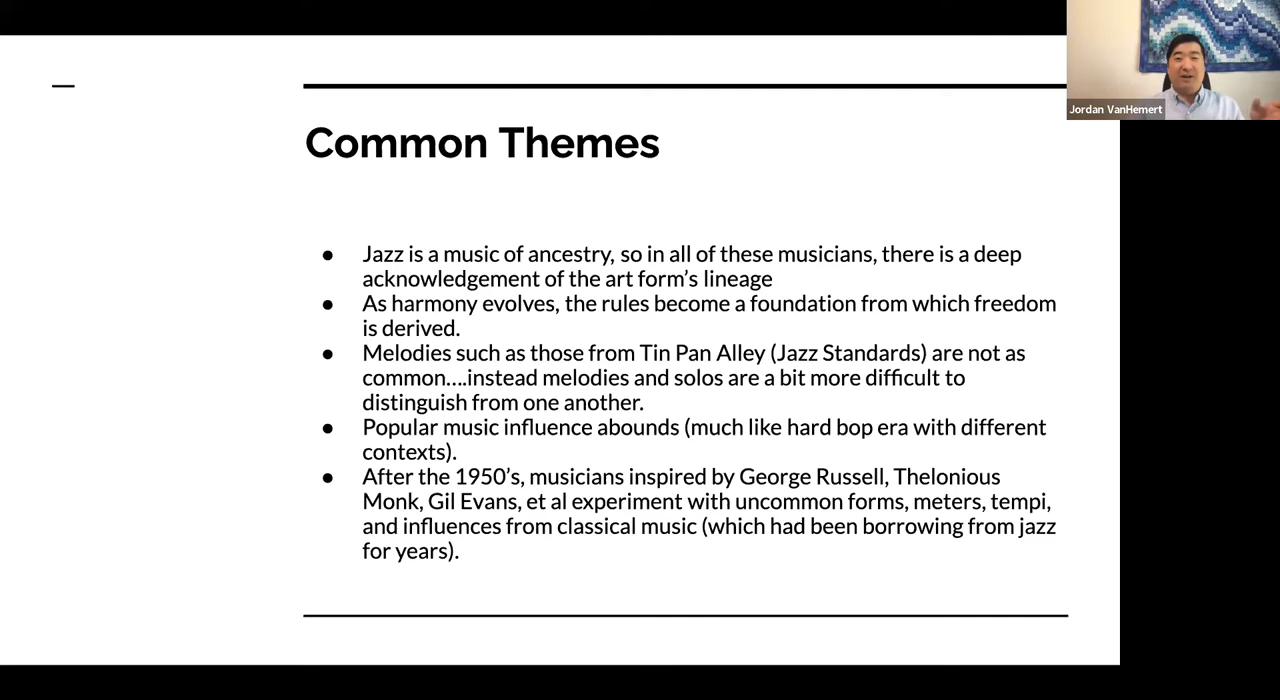 Jordan VanHemert
Common Themes
● Jazz is a music of ancestry, so in all of these musicians, there is a deep
acknowledgement of the art form’s lineage
● As harmony evolves, the rules become a foundation from which freedom
is derived.
● Melodies such as those from Tin Pan Alley (Jazz Standards) are not as
common....instead melodies and solos are a bit more difficult to
distinguish from one another.
● Popular music influence abounds (much like hard bop era with different
contexts).
● After the 1950’s, musicians inspired by George Russell, Thelonious
Monk, Gil Evans, et al experiment with uncommon forms, meters, tempi,
and influences from classical music (which had been borrowing from jazz
for years).